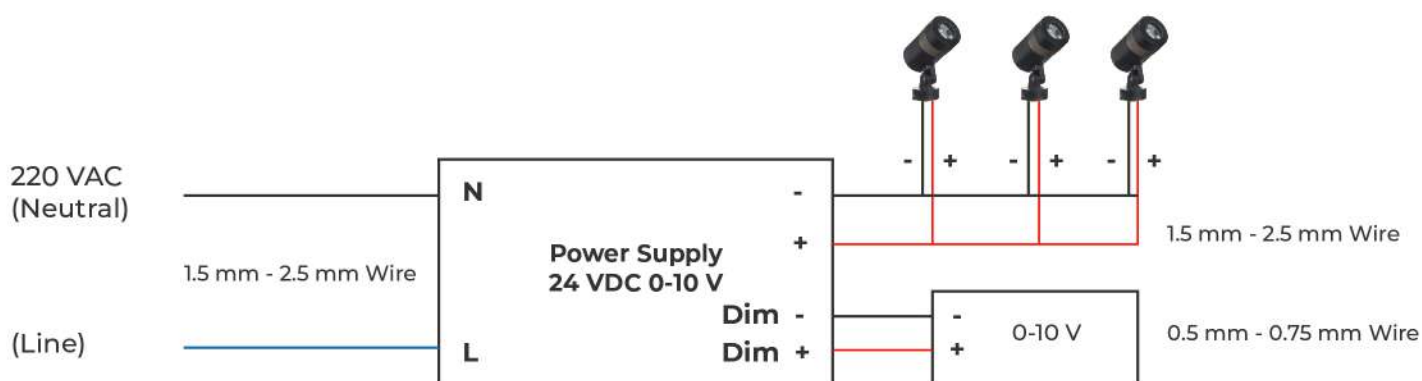 - + - + - +
220 VAC
(Neutral)
N
-
1.5 mm - 2.5 mm Wire
+
Power Supply
24 VDC 0-10 V
1.5 mm - 2.5 mm Wire
Dim -
-
0-10 V
0.5 mm - 0.75 mm Wire
(Line)
L
Dim +
+